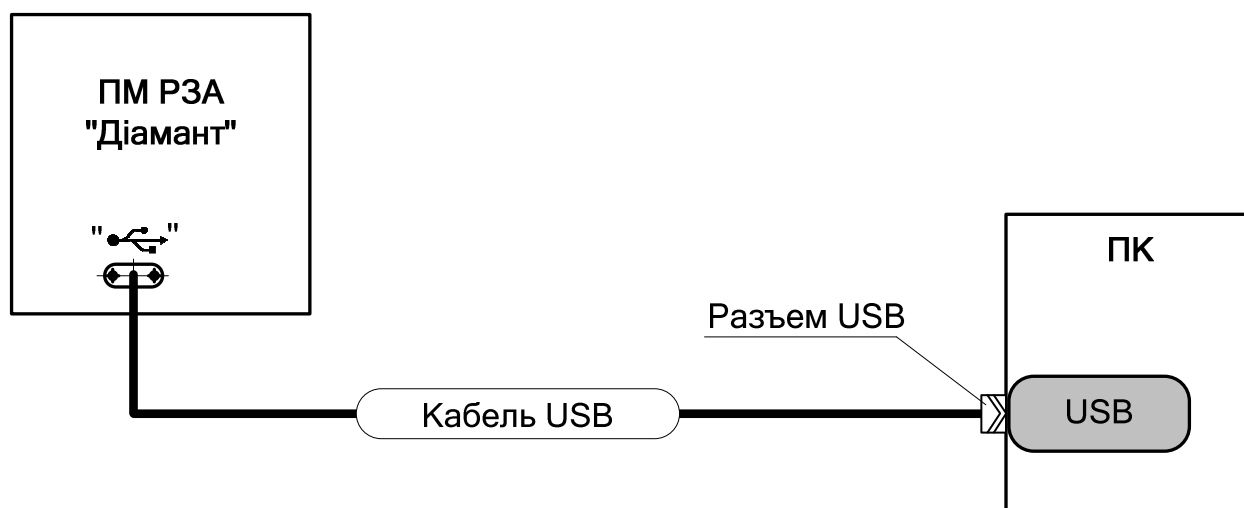 ПМ РЗА
"Діамант"
" "
ПК
Разъем USB
Кабель USB
USB